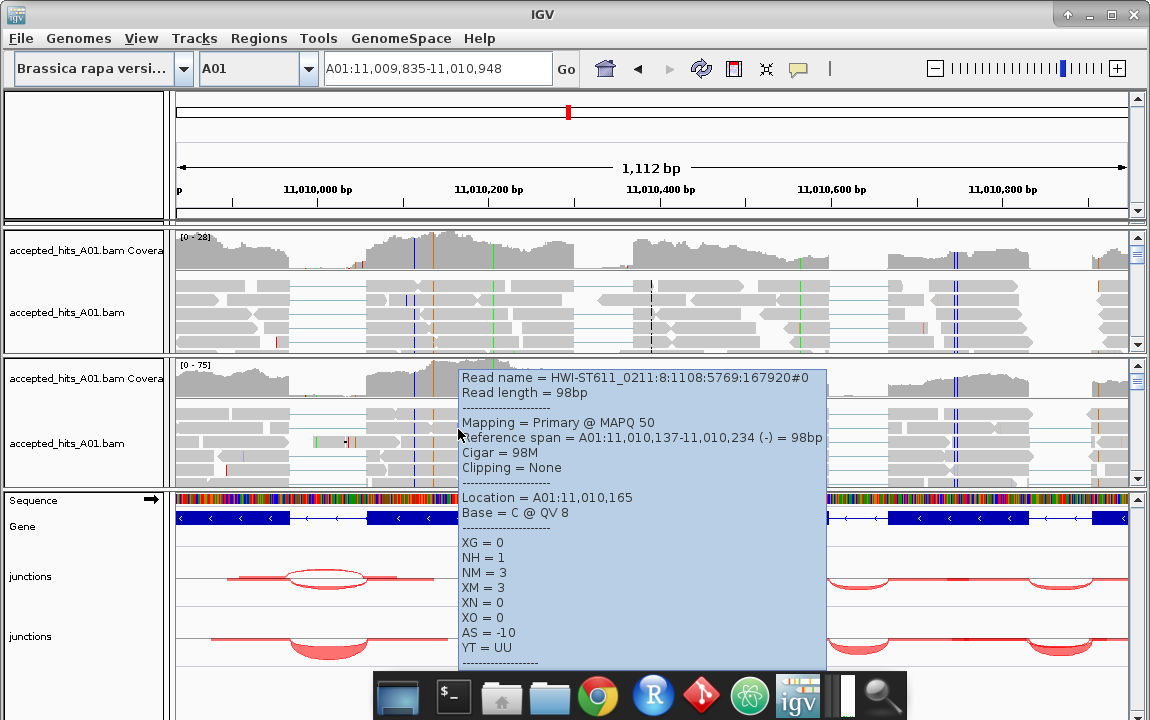 IGV
File Genomes View Tracks Regions Tools GenomeSpace Help
Brassica rapa versi... A01 A01:11,009,835-11,010,948 Go
1,112 bp
p 11,010,000 bp 11,010,200 bp 11,010,400 bp 11,010,600 bp 11,010,800 bp
[0 - 28]
accepted_hits_A01.bam Covera
accepted_hits_A01.bam
[0 - 75]
accepted_hits_A01.bam Covera
accepted_hits_A01.bam
Read name = HWI-ST611_0211:8:1108:5769:167920#0
Read length = 98bp
----------------------
Mapping = Primary @ MAPQ 50
Reference span = A01:11,010,137-11,010,234 (-) = 98bp
Cigar = 98M
Clipping = None
----------------------
Location = A01:11,010,165
Base = C @ QV 8
----------------------
XG = 0
NH = 1
NM = 3
XM = 3
XN = 0
XO = 0
AS = -10
YT = UU
-------------------
Sequence
Gene
junctions
junctions
$_
R
igv